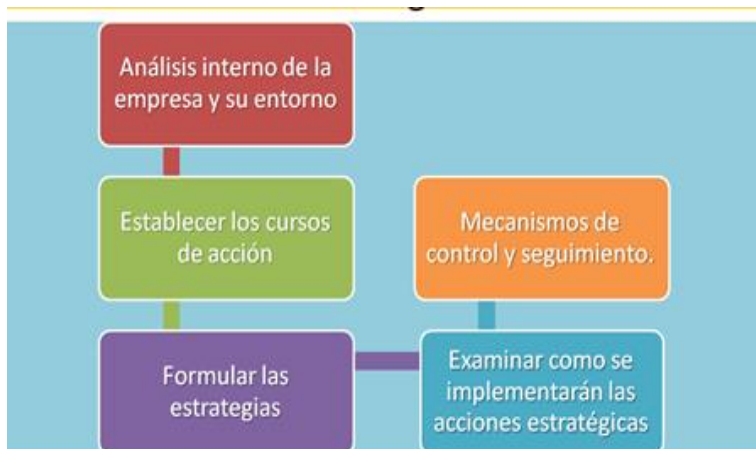 Análisis interno de la
empresa y su entorno
Establecer los cursos
de acción
Formular las
estrategias
Examinar como se
implementarán las
acciones estratégicas
Mecanismos de
control y seguimiento.